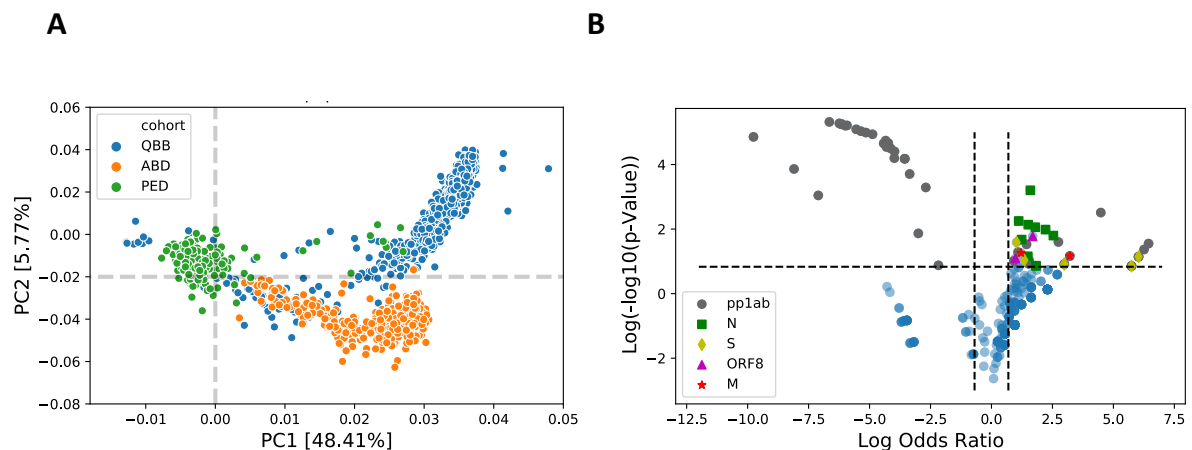 A
B
0.06
0.04
0.02
0.00
−0.02
−0.04
−0.06
−0.08
PC2 [5.77%]
cohort
QBB
ABD
PED
−0.01
0.00
0.01
0.02
0.03
0.04
0.05
PC1 [48.41%]
4
2
0
−2
Log(-log10(p-Value))
pp1ab
N
S
ORF8
M
−12.5
−10.0
−7.5
−5.0
−2.5
0.0
2.5
5.0
7.5
Log Odds Ratio